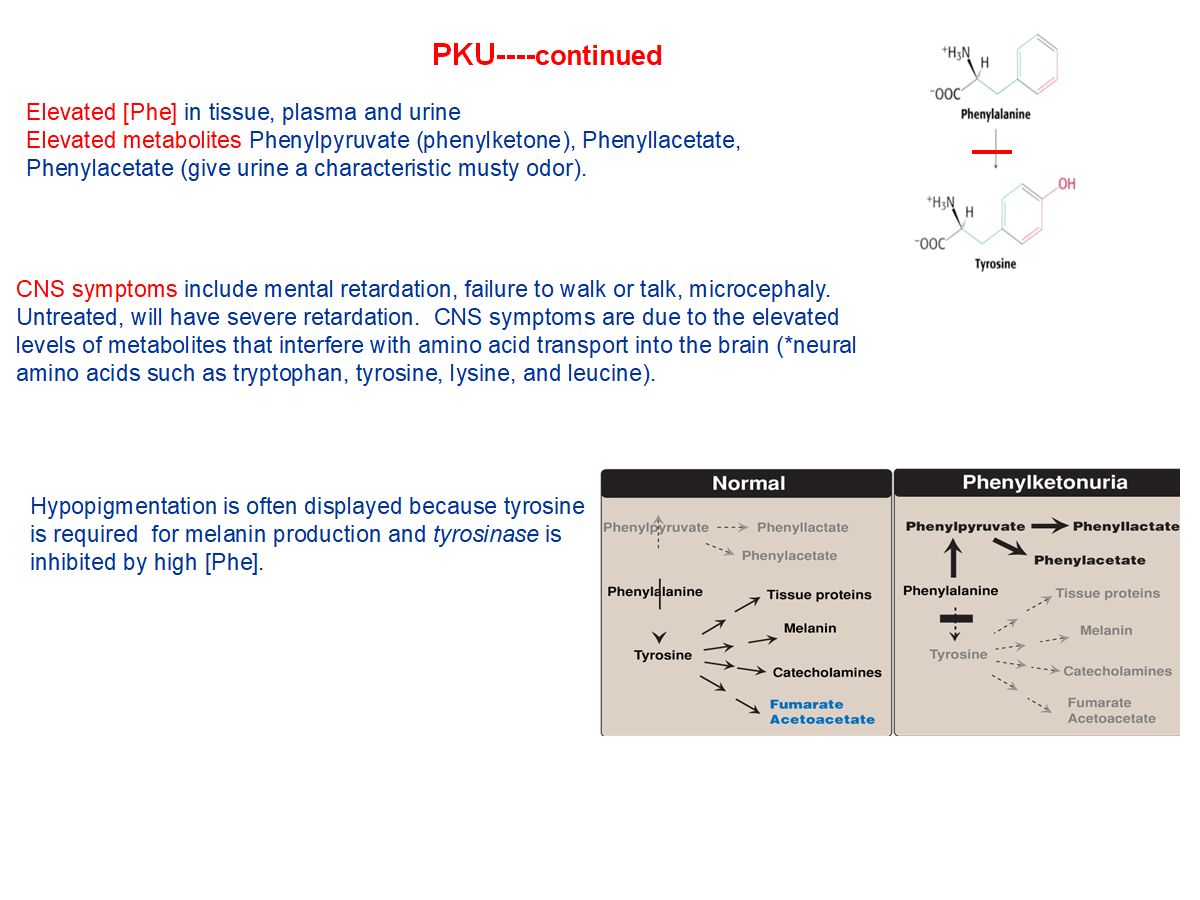 PKU----continued
Elevated [Phe] in tissue, plasma and urine
Elevated metabolites Phenylpyruvate (phenylketone), Phenyllacetate,
Phenylacetate (give urine a characteristic musty odor).
⁺H₃N
H
⁻OOC
Phenylalanine
OH
⁺H₃N
H
⁻OOC
Tyrosine
CNS symptoms include mental retardation, failure to walk or talk, microcephaly.
Untreated, will have severe retardation.  CNS symptoms are due to the elevated
levels of metabolites that interfere with amino acid transport into the brain (*neural
amino acids such as tryptophan, tyrosine, lysine, and leucine).
Hypopigmentation is often displayed because tyrosine
is required  for melanin production and tyrosinase is
inhibited by high [Phe].
Normal
Phenylpyruvate
Phenyllactate
Phenylacetate
Phenylalanine
Tissue proteins
Melanin
Tyrosine
Catecholamines
Fumarate
Acetoacetate
Phenylketonuria
Phenylpyruvate
Phenyllactate
Phenylacetate
Phenylalanine
Tissue proteins
Melanin
Tyrosine
Catecholamines
Fumarate
Acetoacetate